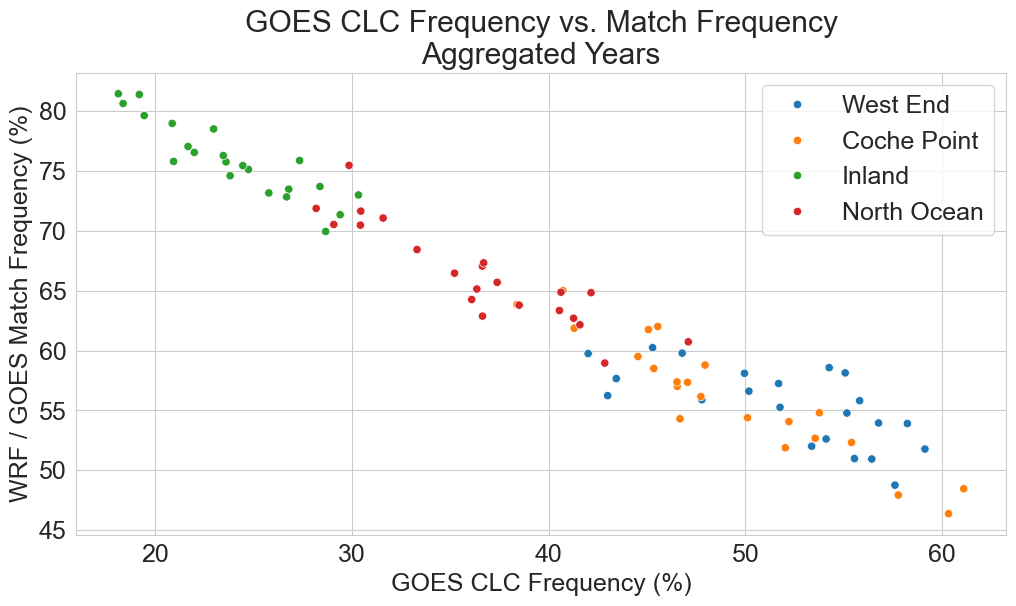 GOES CLC Frequency vs. Match Frequency
Aggregated Years
WRF / GOES Match Frequency (%)
80
75
70
65
60
55
50
45
West End
Coche Point
Inland
North Ocean
20 30 40 50 60
GOES CLC Frequency (%)